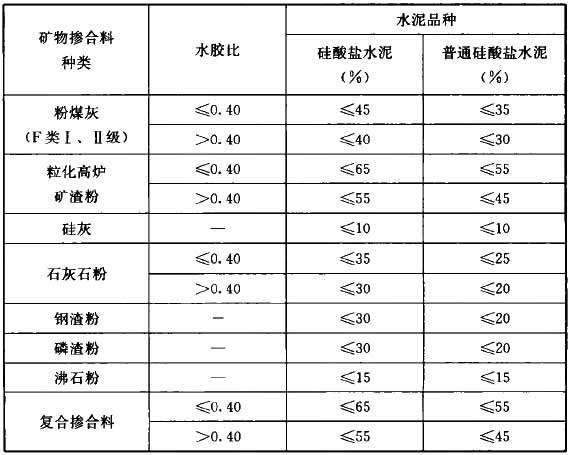 矿物掺合料
种类
水胶比
水泥品种
硅酸盐水泥
(%)
普通硅酸盐水泥
(%)
粉煤灰
(F类Ⅰ、Ⅱ级)
≤0.40
≤45
≤35
>0.40
≤40
≤30
粒化高炉
矿渣粉
≤0.40
≤65
≤55
>0.40
≤55
≤45
硅灰
—
≤10
≤10
石灰石粉
≤0.40
≤35
≤25
>0.40
≤30
≤20
钢渣粉
—
≤30
≤20
磷渣粉
—
≤30
≤20
沸石粉
—
≤15
≤15
复合掺合料
≤0.40
≤65
≤55
>0.40
≤55
≤45